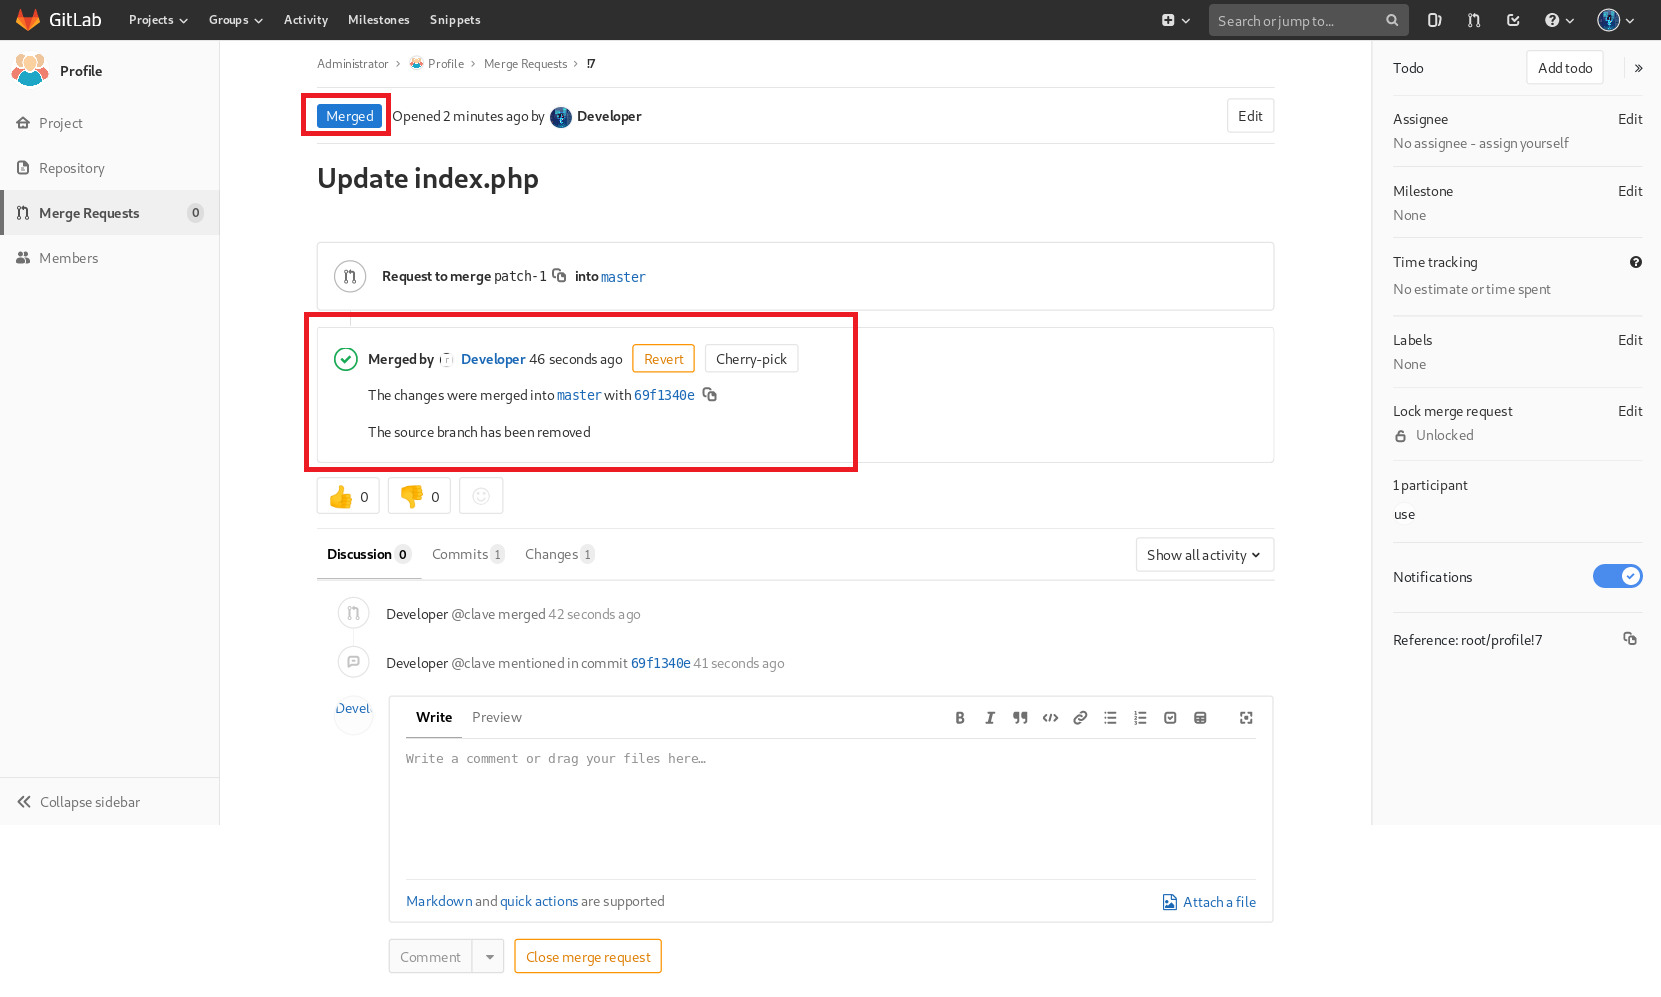 GitLab Projects Groups Activity Milestones Snippets Search or jump to...
Profile
Project
Repository
Merge Requests 0
Members
Collapse sidebar
Administrator > Profile > Merge Requests > !7
Merged Opened 2 minutes ago by Developer Edit
Update index.php
Request to merge patch-1 into master
Merged by Developer 46 seconds ago Revert Cherry-pick
The changes were merged into master with 69f1340e
The source branch has been removed
0 0
Discussion 0 Commits 1 Changes 1 Show all activity
Developer @clave merged 42 seconds ago
Developer @clave mentioned in commit 69f1340e 41 seconds ago
Devel
Write Preview
Write a comment or drag your files here…
Markdown and quick actions are supported Attach a file
Comment Close merge request
Todo Add todo »
Assignee Edit
No assignee - assign yourself
Milestone Edit
None
Time tracking
No estimate or time spent
Labels Edit
None
Lock merge request Edit
Unlocked
1 participant
use
Notifications
Reference: root/profile!7